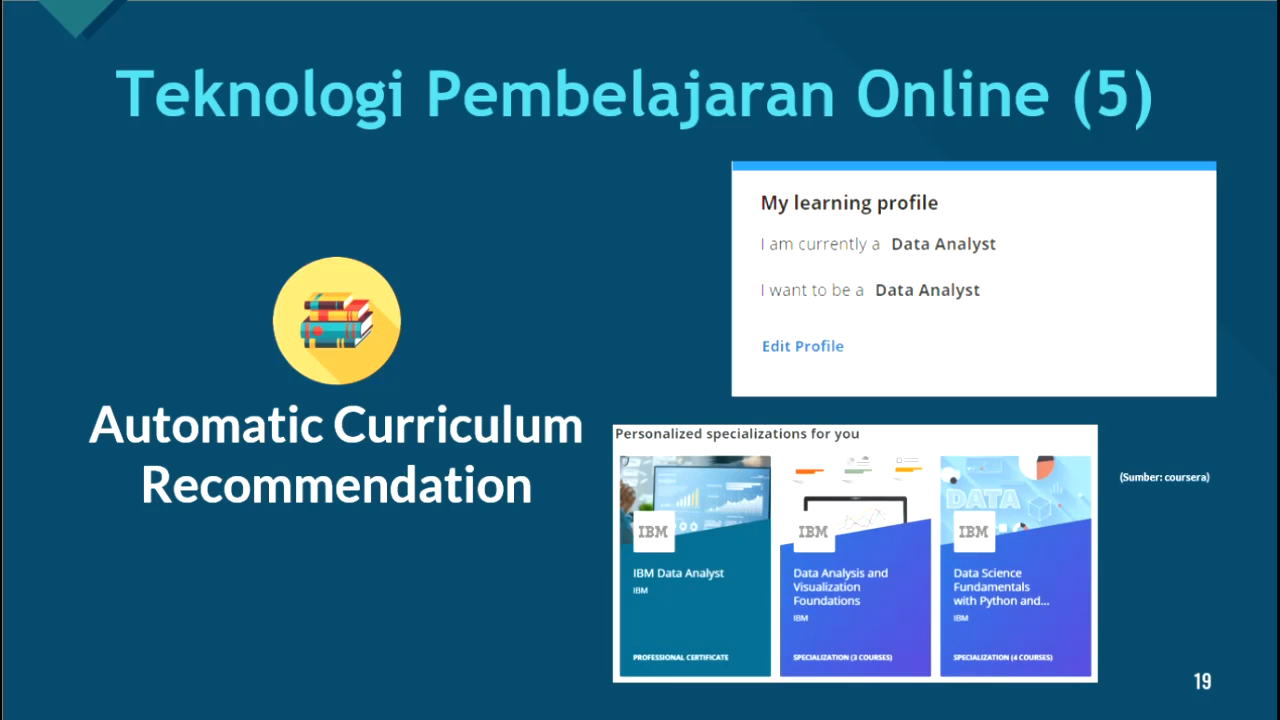 Teknologi Pembelajaran Online (5)
Automatic Curriculum
Recommendation
My learning profile
I am currently a Data Analyst
I want to be a Data Analyst
Edit Profile
Personalized specializations for you
DATA
IBM
IBM Data Analyst
IBM
PROFESSIONAL CERTIFICATE
IBM
Data Analysis and
Visualization
Foundations
IBM
SPECIALIZATION (3 COURSES)
IBM
Data Science
Fundamentals
with Python and...
IBM
SPECIALIZATION (4 COURSES)
(Sumber: coursera)
19